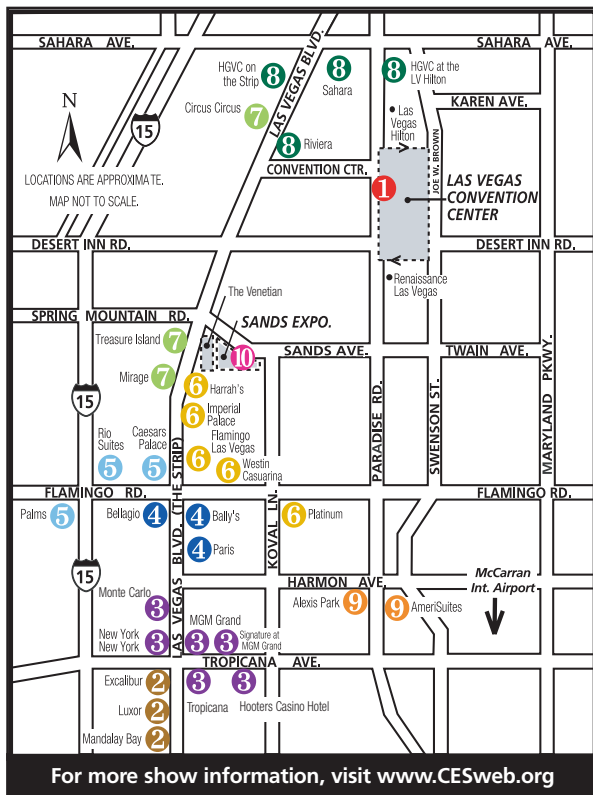 SAHARA AVE.
SAHARA AVE.
LAS VEGAS BLVD.
HGVC on
the Strip
8
8
Sahara
8
HGVC at the
LV Hilton
N
15
Circus Circus
7
KAREN AVE.
Las
Vegas
Hilton
8
Riviera
JOE W. BROWN
CONVENTION CTR.
LOCATIONS ARE APPROXIMATE.
MAP NOT TO SCALE.
1
LAS VEGAS
CONVENTION
CENTER
DESERT INN RD.
DESERT INN RD.
Renaissance
Las Vegas
The Venetian
SPRING MOUNTAIN RD.
SANDS EXPO.
Treasure Island
7
10
SANDS AVE.
TWAIN AVE.
Mirage
7
6
Harrah's
15
6
Imperial
Palace
PARADISE RD.
SWENSON ST.
MARYLAND PKWY.
Rio
Suites
5
Caesars
Palace
5
Flamingo
Las Vegas
6
6
Westin
Casuarina
FLAMINGO RD.
FLAMINGO RD.
LAS VEGAS BLVD. (THE STRIP)
KOVAL LN.
Palms
5
Bellagio
4
4
Bally's
6
Platinum
4
Paris
15
HARMON AVE.
McCarran
Int. Airport
Monte Carlo
3
Alexis Park
9
9
AmeriSuites
New York
New York
3
MGM Grand
3
3
Signature at
MGM Grand
TROPICANA AVE.
Excalibur
2
3
Tropicana
3
Hooters Casino Hotel
Luxor
2
Mandalay Bay
2
For more show information, visit www.CESweb.org